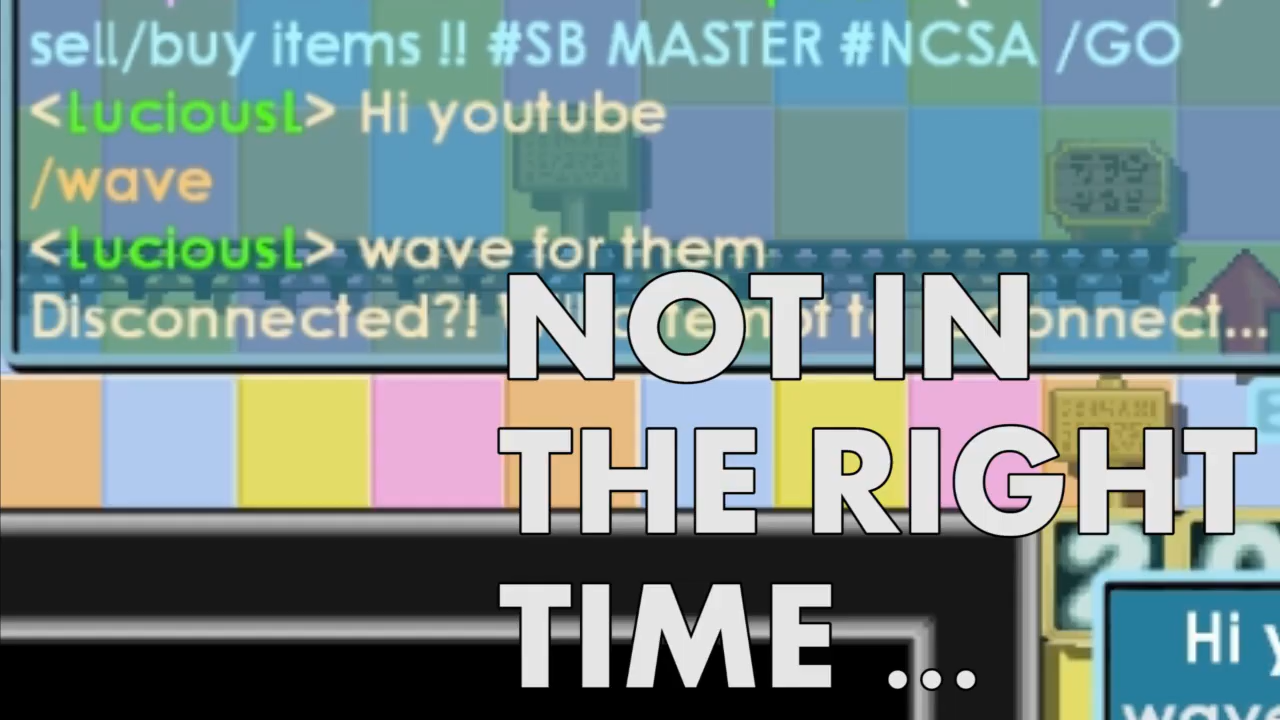 sell/buy items !! #SB MASTER #NCSA /GO
<LuciousL> Hi youtube
/wave
<LuciousL> wave for them
Disconnected?!
NOT IN
THE RIGHT
TIME ...
Hi